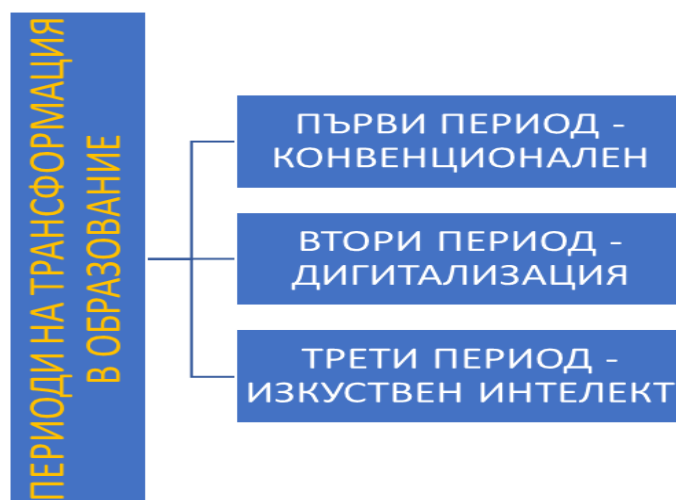 ПЕРИОДИ НА ТРАНСФОРМАЦИЯ
В ОБРАЗОВАНИЕ
ПЪРВИ ПЕРИОД -
КОНВЕНЦИОНАЛЕН
ВТОРИ ПЕРИОД -
ДИГИТАЛИЗАЦИЯ
ТРЕТИ ПЕРИОД -
ИЗКУСТВЕН ИНТЕЛЕКТ